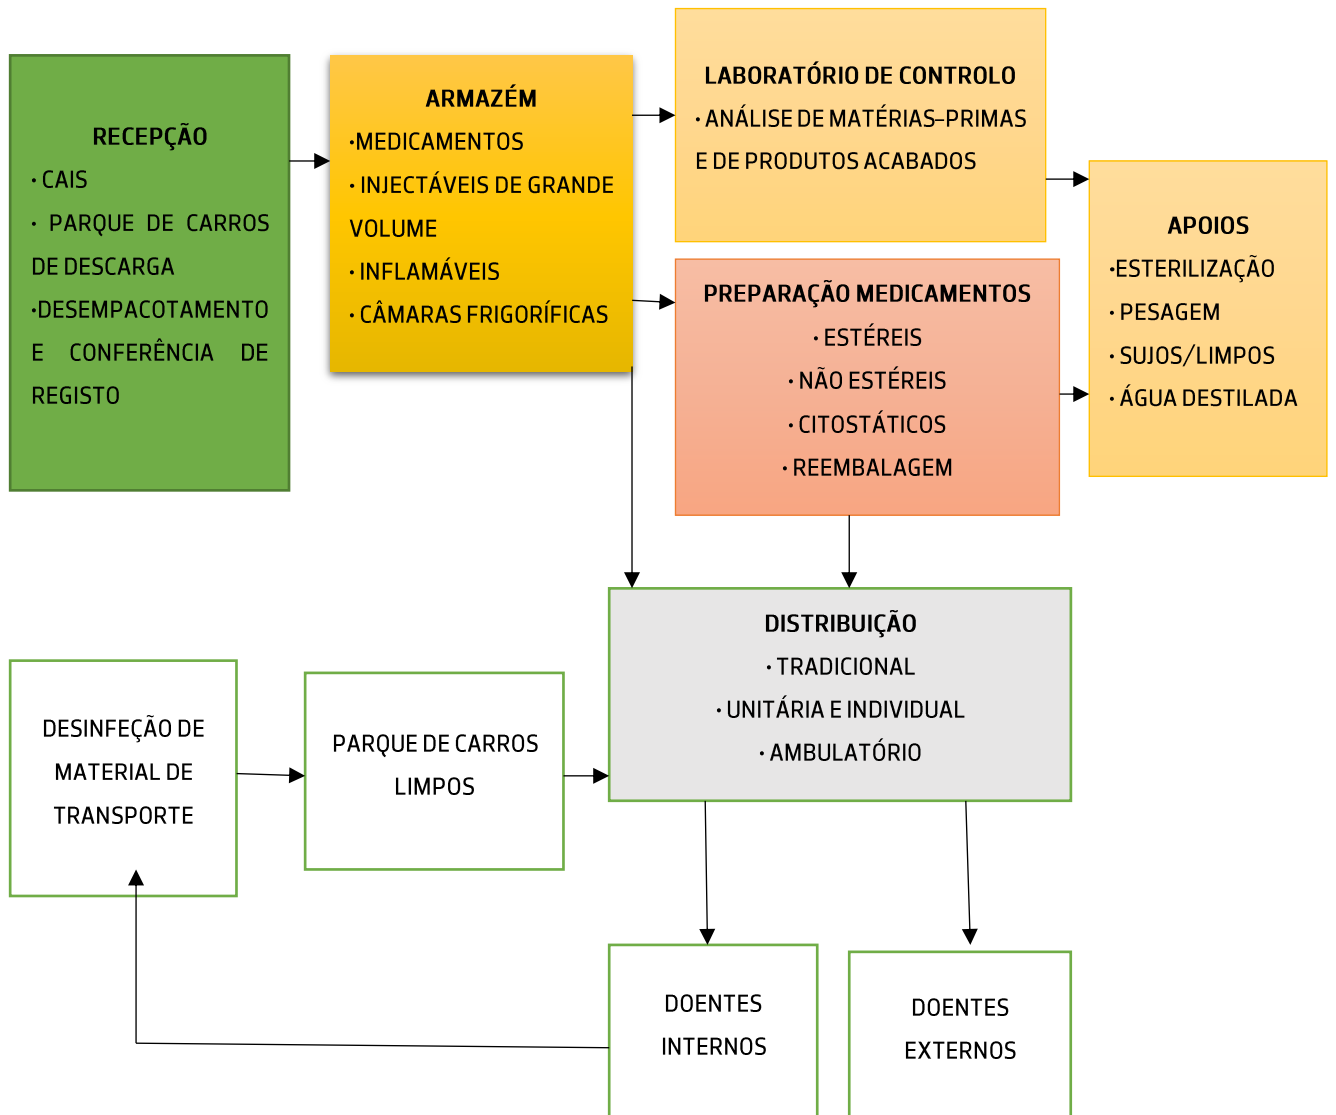 RECEPÇÃO
• CAIS
• PARQUE DE CARROS
DE DESCARGA
•DESEMPACOTAMENTO
E CONFERÊNCIA DE
REGISTO
ARMAZÉM
•MEDICAMENTOS
• INJECTÁVEIS DE GRANDE
VOLUME
• INFLAMÁVEIS
• CÂMARAS FRIGORÍFICAS
LABORATÓRIO DE CONTROLO
• ANÁLISE DE MATÉRIAS-PRIMAS
E DE PRODUTOS ACABADOS
PREPARAÇÃO MEDICAMENTOS
• ESTÉREIS
• NÃO ESTÉREIS
• CITOSTÁTICOS
• REEMBALAGEM
APOIOS
•ESTERILIZAÇÃO
• PESAGEM
• SUJOS/LIMPOS
• ÁGUA DESTILADA
DISTRIBUIÇÃO
• TRADICIONAL
• UNITÁRIA E INDIVIDUAL
• AMBULATÓRIO
DESINFEÇÃO DE
MATERIAL DE
TRANSPORTE
PARQUE DE CARROS
LIMPOS
DOENTES
INTERNOS
DOENTES
EXTERNOS